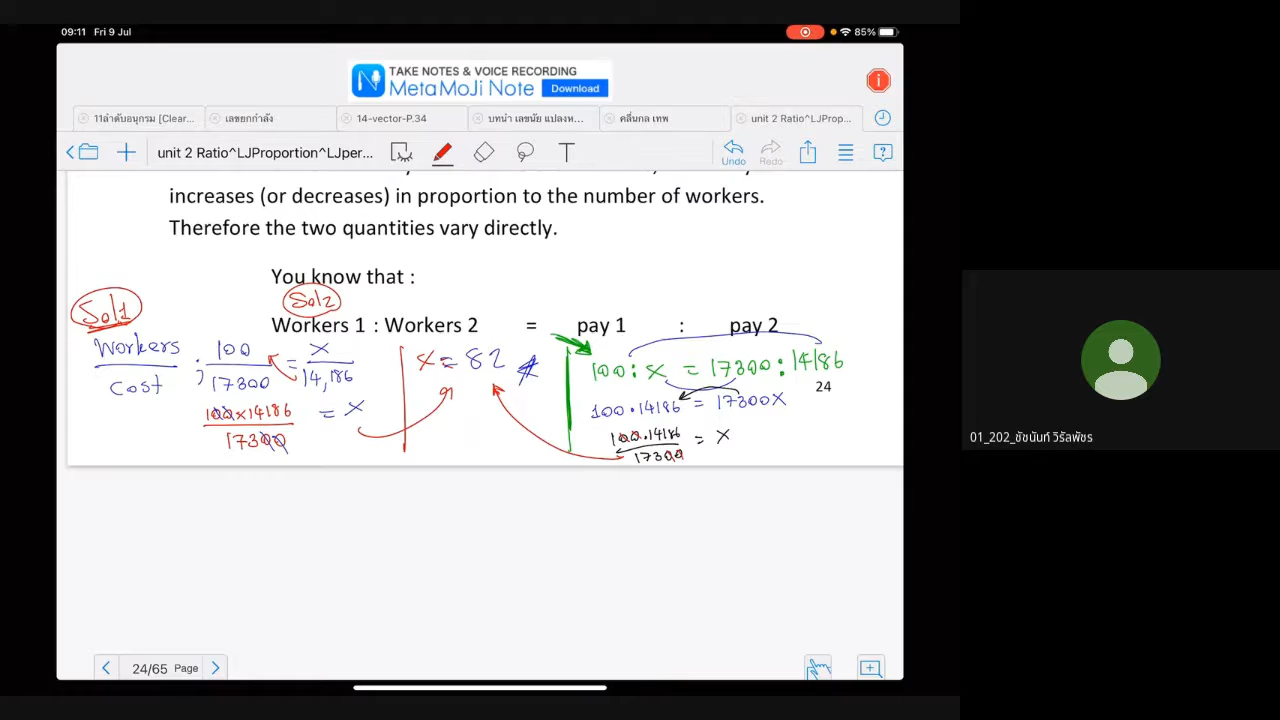 09:11 Fri 9 Jul
85%
TAKE NOTES & VOICE RECORDING
MetaMoJi Note Download
11ลำดับอนุกรม [Clear...
เลขยกกำลัง
14-vector-P.34
บทนำ เลขนัย แปลงห...
คลื่นกล เทพ
unit 2 Ratio^LJProp...
unit 2 Ratio^LJProportion^LJper...
Undo
Redo
increases (or decreases) in proportion to the number of workers.
Therefore the two quantities vary directly.
You know that :
Sol1
Sol2
Workers 1 : Workers 2 = pay 1 : pay 2
Workers / cost ; 100 / 17300 = x / 14,186
100x14186 / 17300 = x
x = 82 #
100 : x = 17300 : 14186
24
100 · 14186 = 17300x
100 · 14186 / 17300 = x
01_202_ชัชนันท์ วิรัลพัชร
24/65 Page